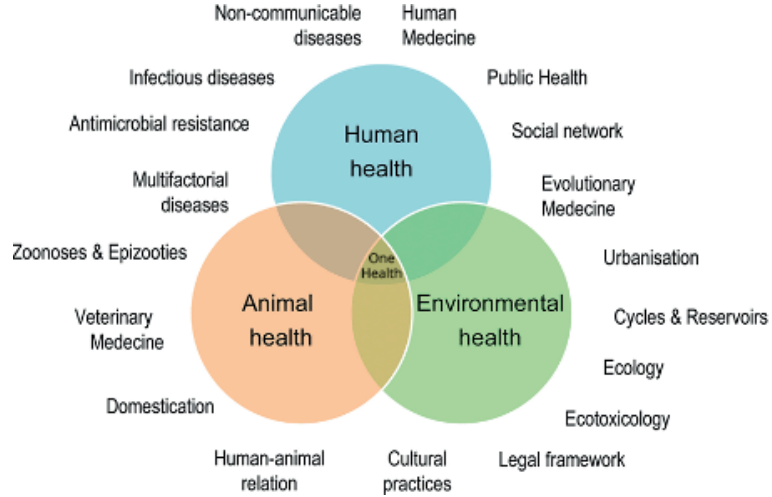 Non-communicable
diseases
Human
Medecine
Infectious diseases
Public Health
Antimicrobial resistance
Social network
Human
health
Multifactorial
diseases
Evolutionary
Medecine
Zoonoses & Epizooties
One
Health
Urbanisation
Animal
health
Environmental
health
Veterinary
Medecine
Cycles & Reservoirs
Ecology
Domestication
Ecotoxicology
Human-animal
relation
Cultural
practices
Legal framework